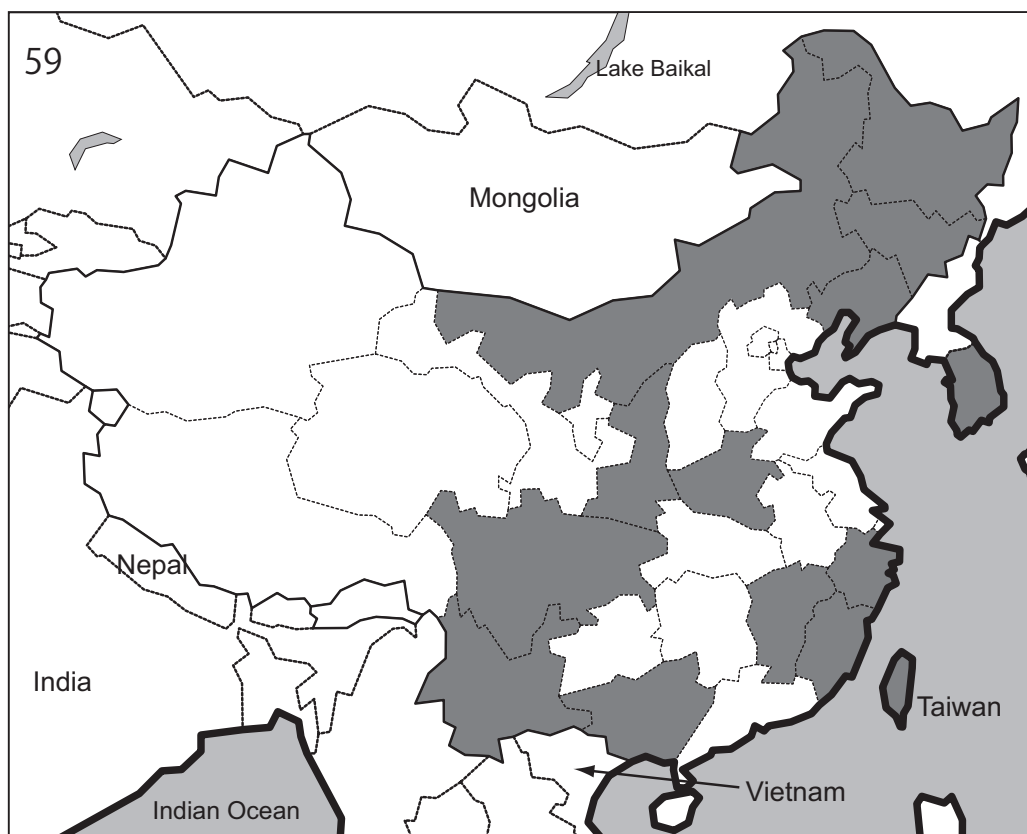 59
Lake Baikal
Mongolia
Nepal
India
Taiwan
Vietnam
Indian Ocean